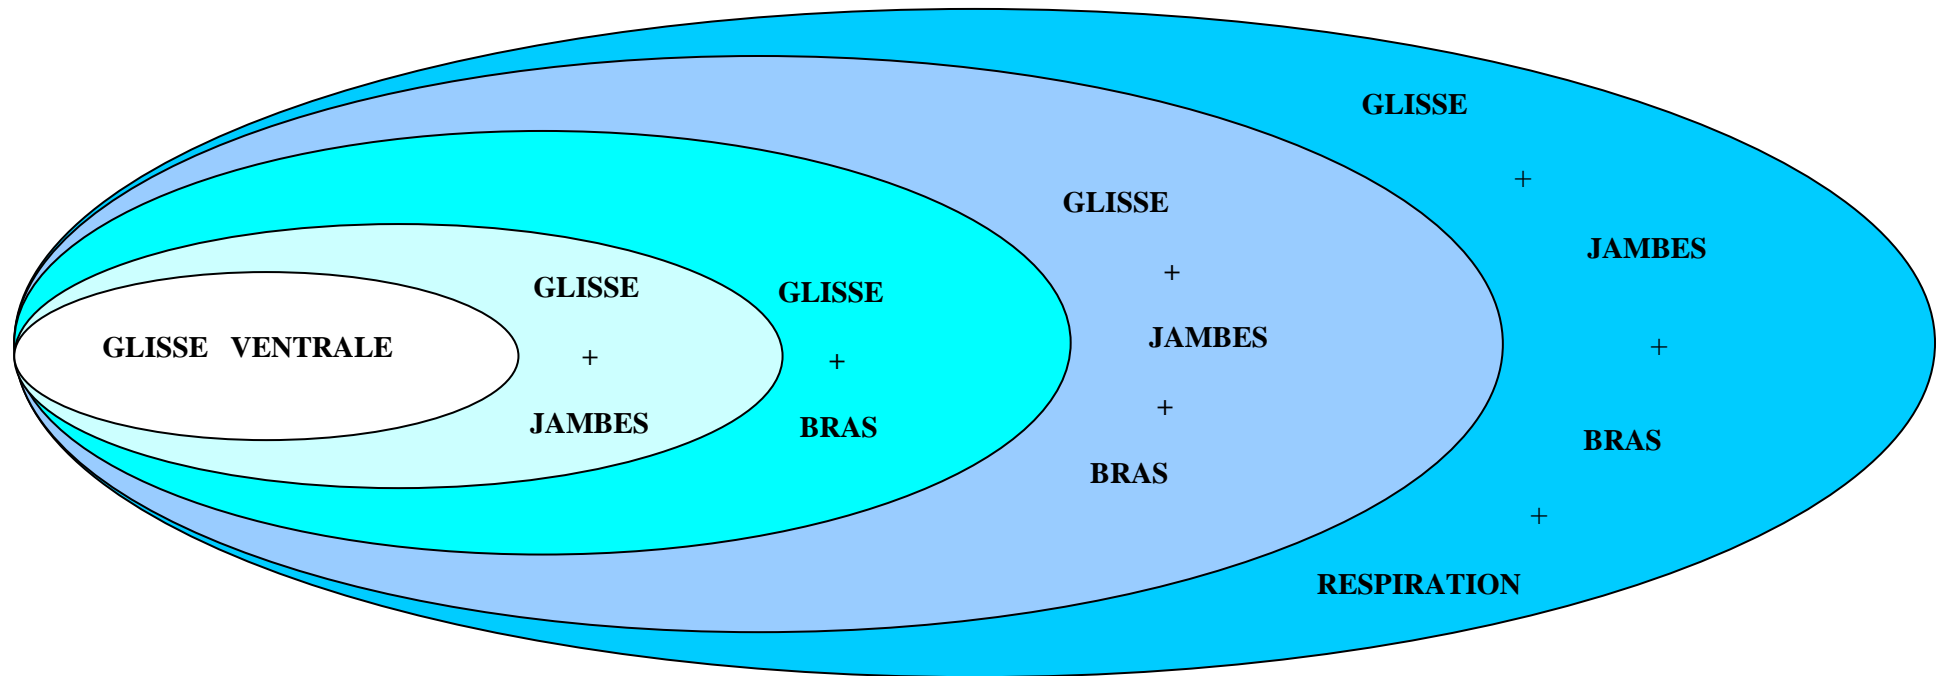 GLISSE VENTRALE
GLISSE
+
JAMBES
GLISSE
+
BRAS
GLISSE
+
JAMBES
+
BRAS
GLISSE
+
JAMBES
+
BRAS
+
RESPIRATION